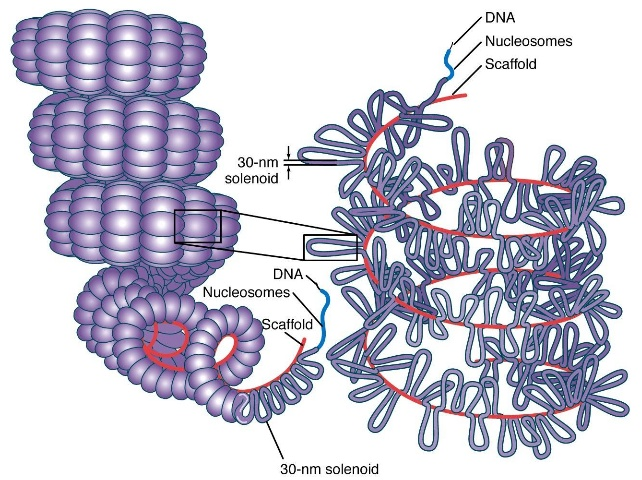 DNA
Nucleosomes
Scaffold
30-nm
solenoid
DNA
Nucleosomes
Scaffold
30-nm solenoid